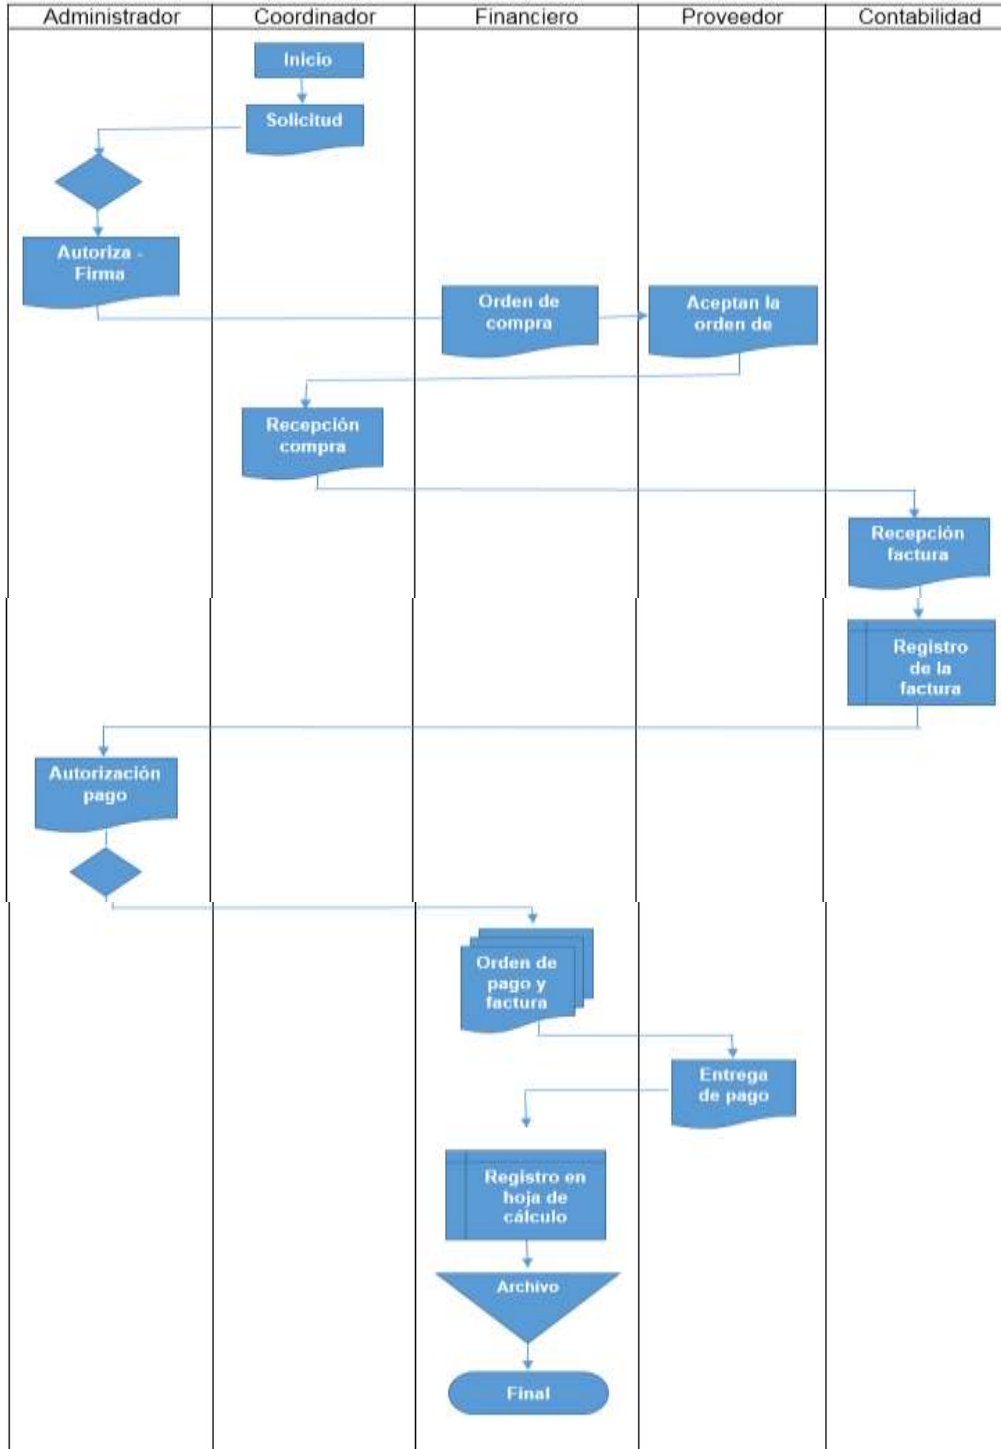 Administrador Coordinador Financiero Proveedor Contabilidad
Inicio
Solicitud
Autoriza -
Firma
Orden de
compra
Aceptan la
orden de
Recepción
compra
Recepción
factura
Registro
de la
factura
Autorización
pago
Orden de
pago y
factura
Entrega
de pago
Registro en
hoja de
cálculo
Archivo
Final